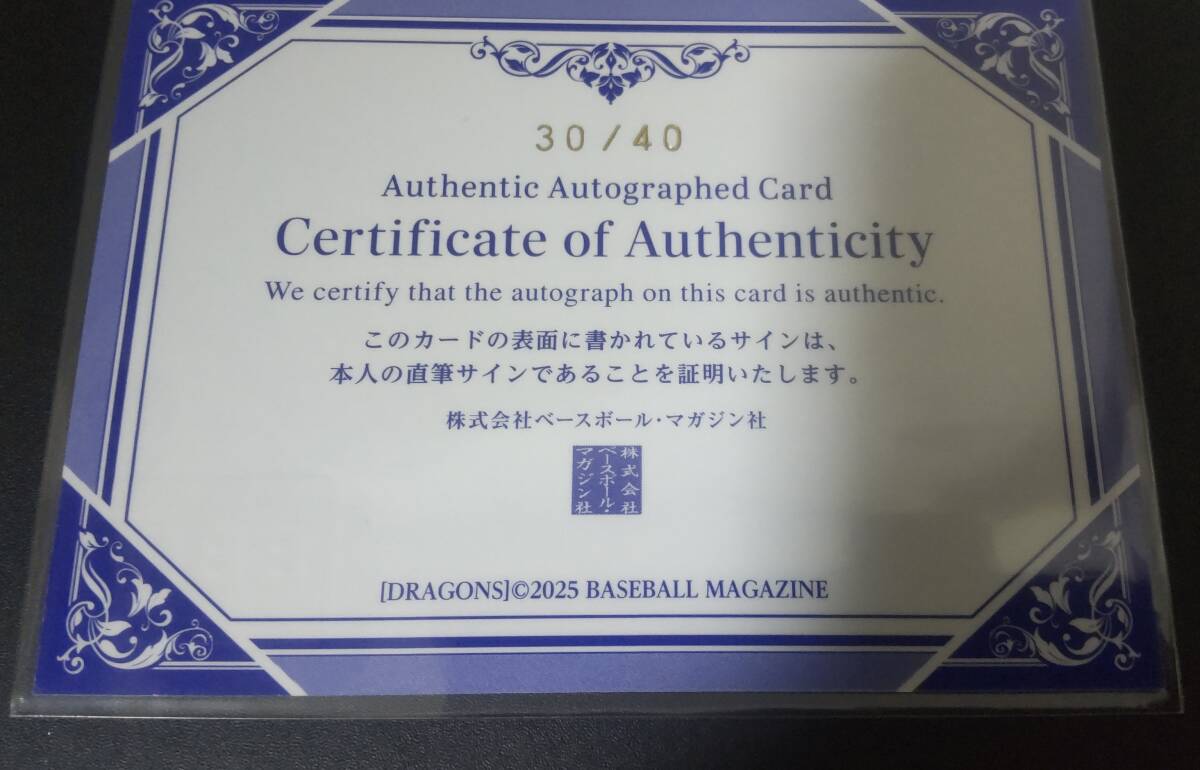 30/40
Authentic Autographed Card
Certificate of Authenticity
We certify that the autograph on this card is authentic.
このカードの表面に書かれているサインは、
本人の直筆サインであることを証明いたします。
株式会社ベースボール・マガジン社
株式会社
ベースボール・
マガジン社
[DRAGONS]©2025 BASEBALL MAGAZINE